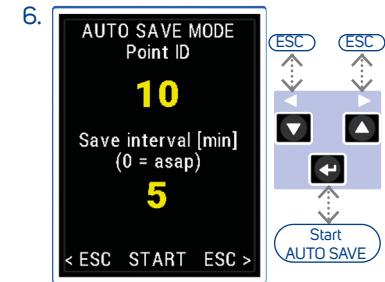 6.
AUTO SAVE MODE
Point ID
10
Save interval [min]
(0 = asap)
5
< ESC START ESC >
ESC ESC
Start
AUTO SAVE